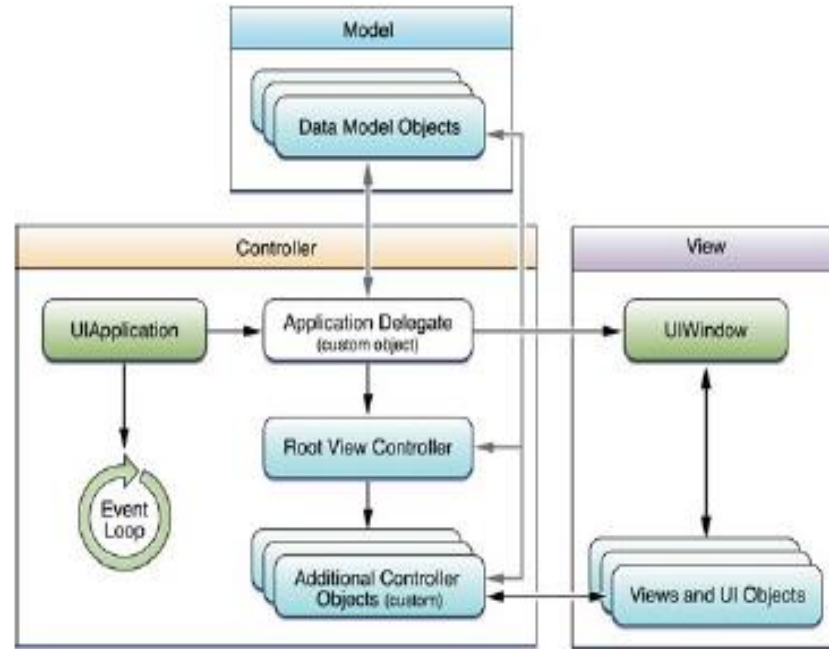 Model
Data Model Objects
Controller
View
UIApplication
Application Delegate
(custom object)
UIWindow
Root View Controller
Event
Loop
Additional Controller
Objects (custom)
Views and UI Objects